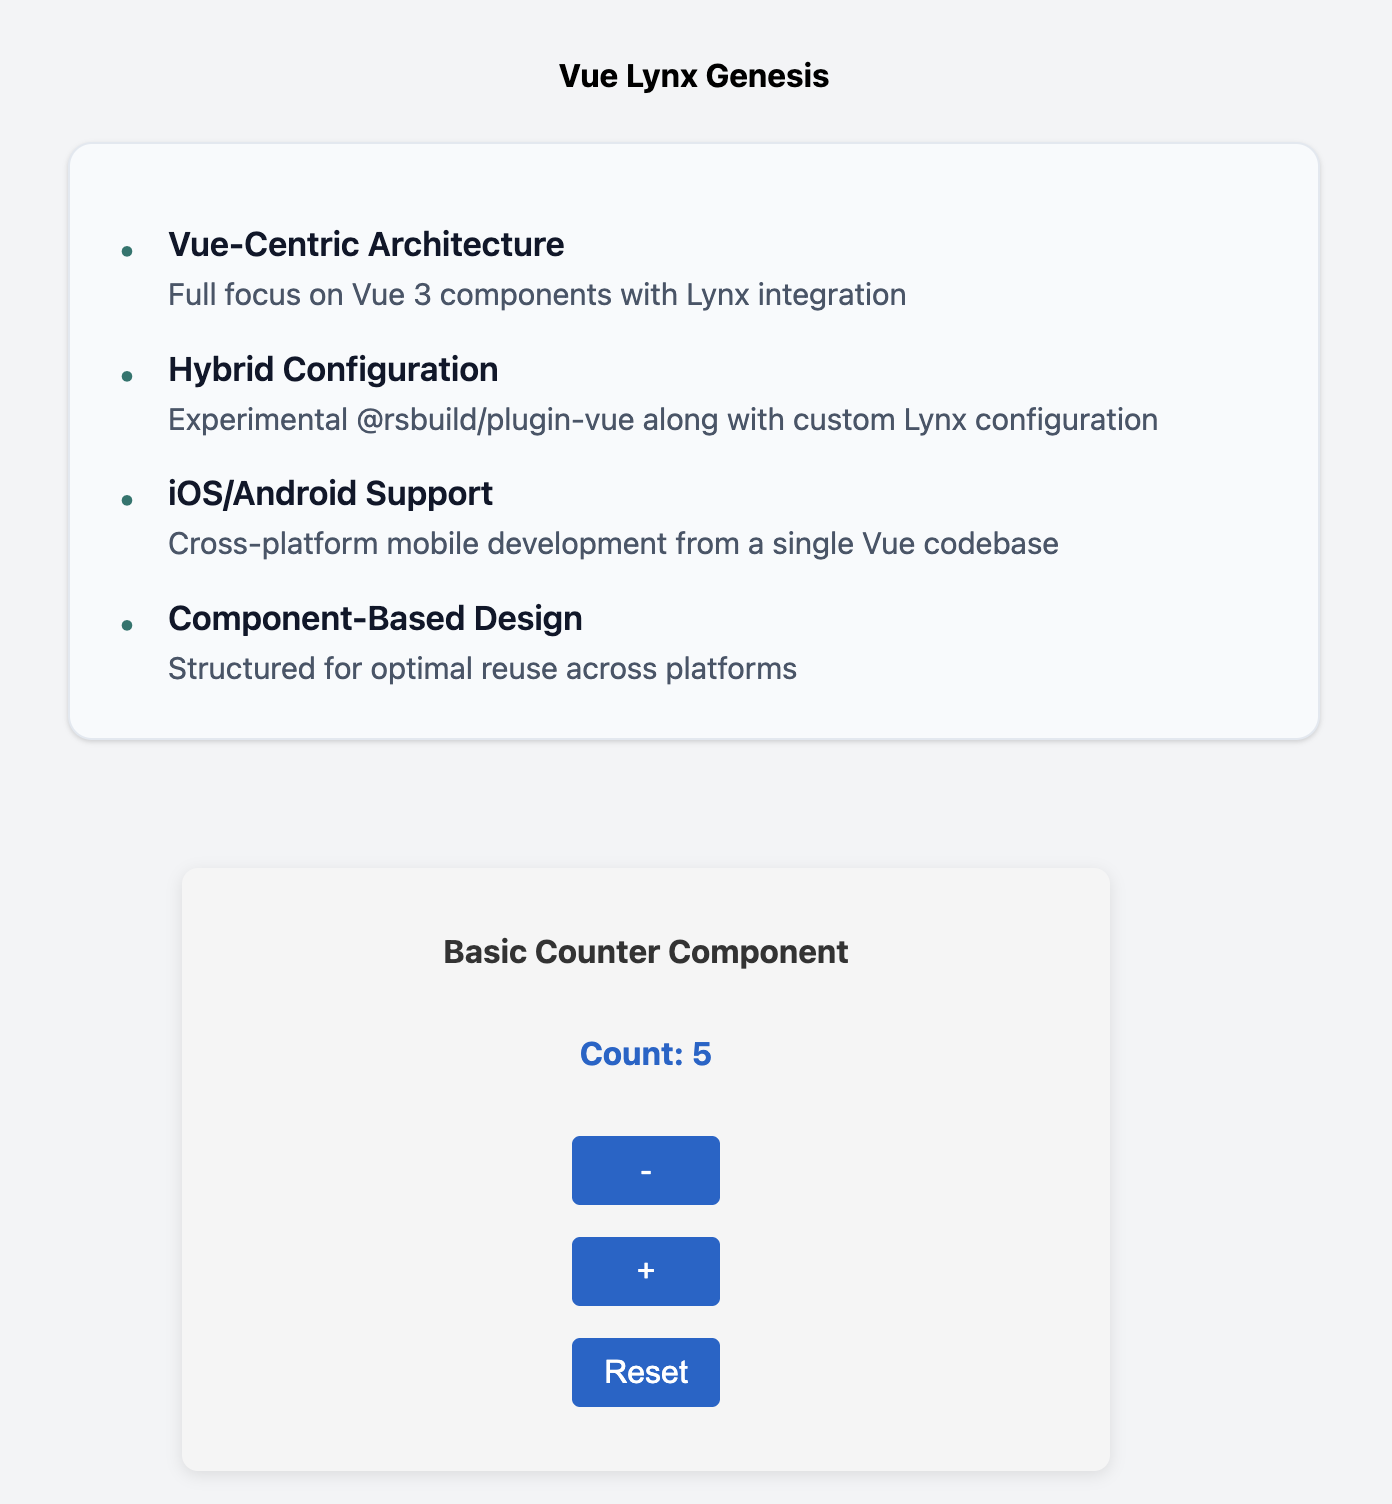 Vue Lynx Genesis
Vue-Centric Architecture
Full focus on Vue 3 components with Lynx integration
Hybrid Configuration
Experimental @rsbuild/plugin-vue along with custom Lynx configuration
iOS/Android Support
Cross-platform mobile development from a single Vue codebase
Component-Based Design
Structured for optimal reuse across platforms
Basic Counter Component
Count: 5
-
+
Reset